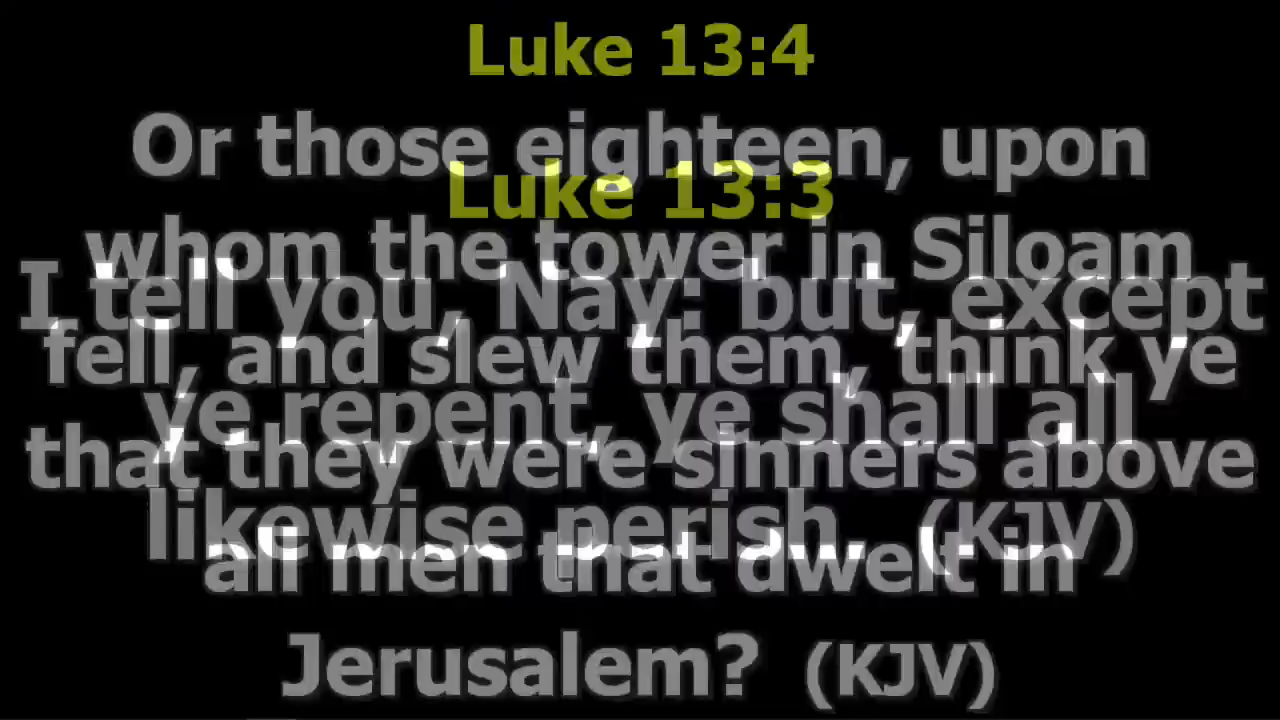 Luke 13:4
Or those eighteen, upon
whom the tower in Siloam
fell, and slew them, think ye
that they were sinners above
all men that dwelt in
Jerusalem? (KJV)
Luke 13:3
I tell you, Nay: but, except
ye repent, ye shall all
likewise perish. (KJV)